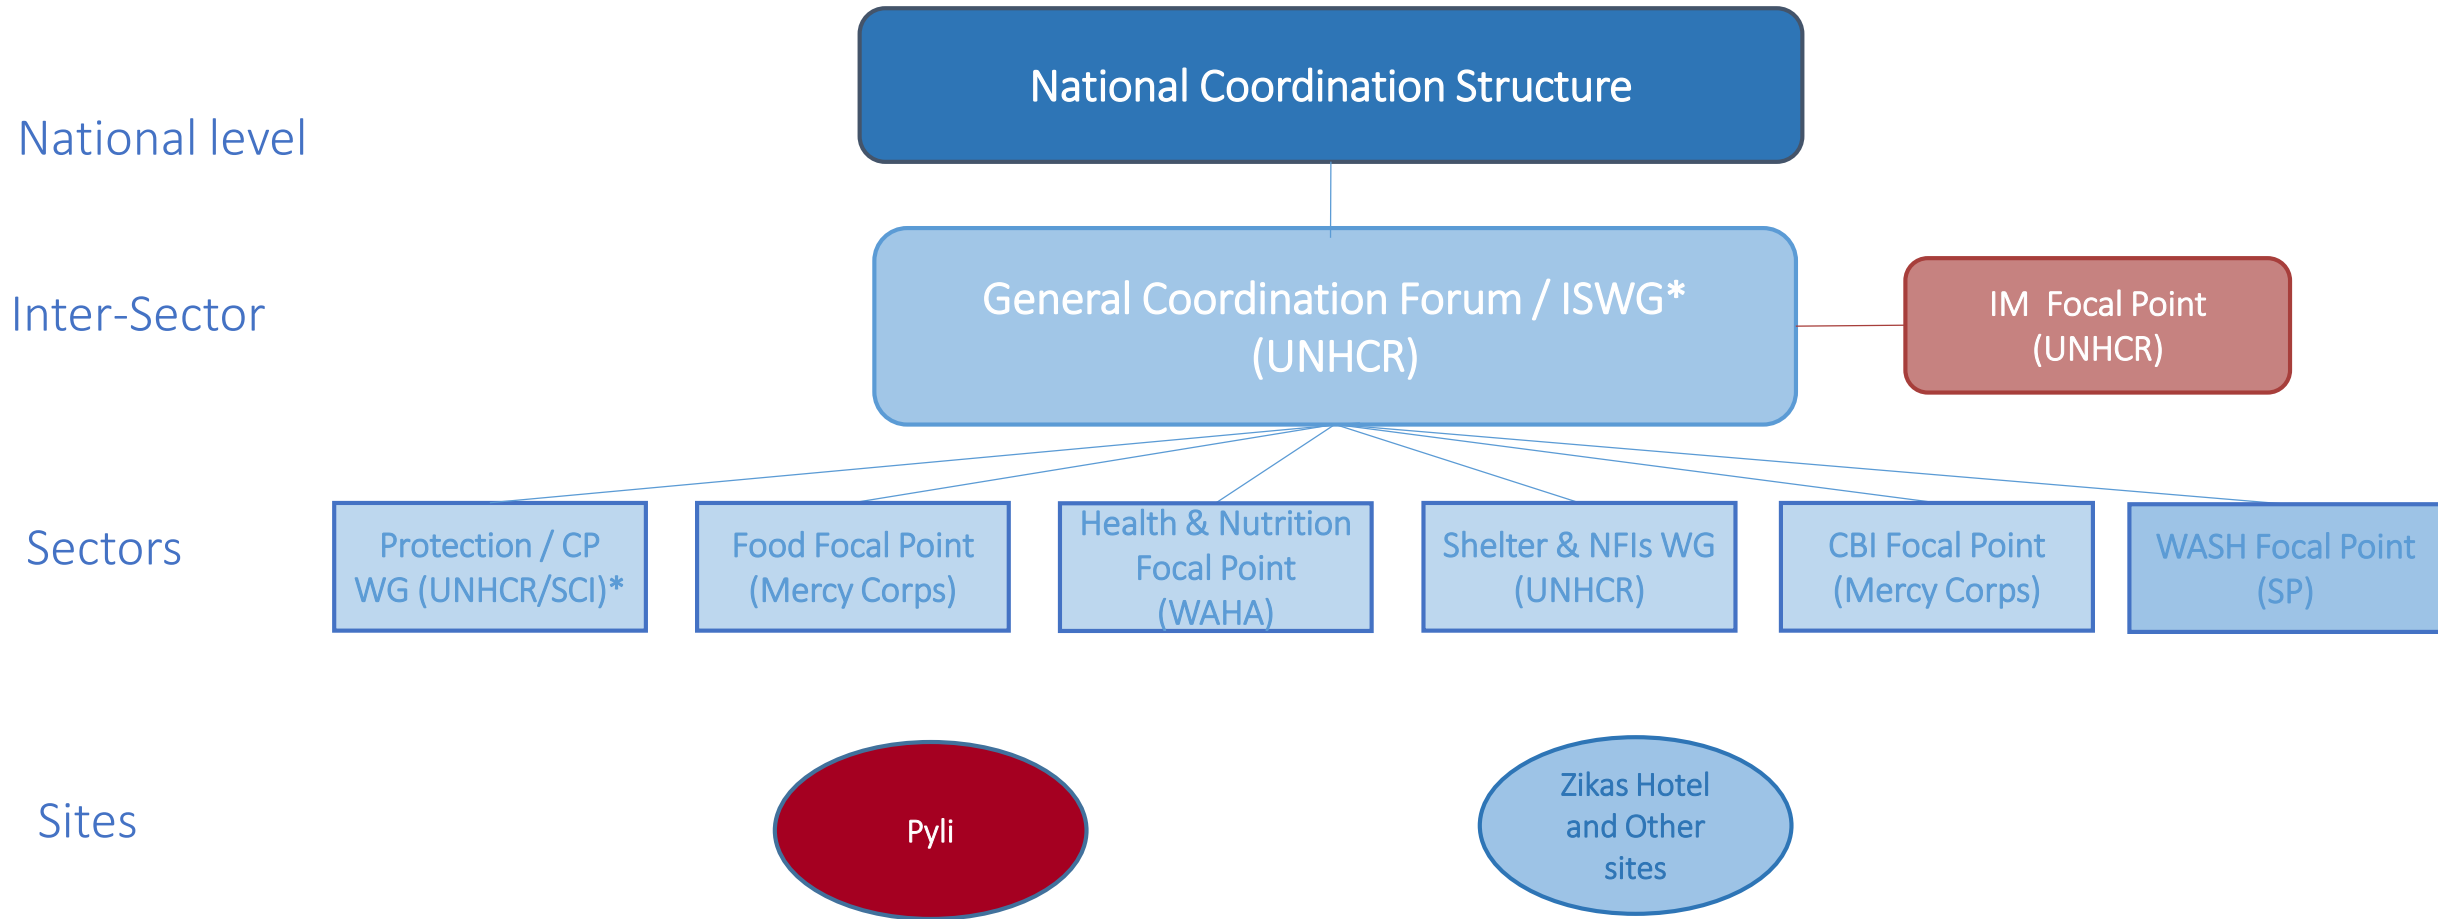 National Coordination Structure
National level
General Coordination Forum / ISWG*
(UNHCR)
IM Focal Point
(UNHCR)
Inter-Sector
Sectors
Protection / CP
WG (UNHCR/SCI)*
Food Focal Point
(Mercy Corps)
Health & Nutrition
Focal Point
(WAHA)
Shelter & NFIs WG
(UNHCR)
CBI Focal Point
(Mercy Corps)
WASH Focal Point
(SP)
Sites
Pyli
Zikas Hotel
and Other
sites